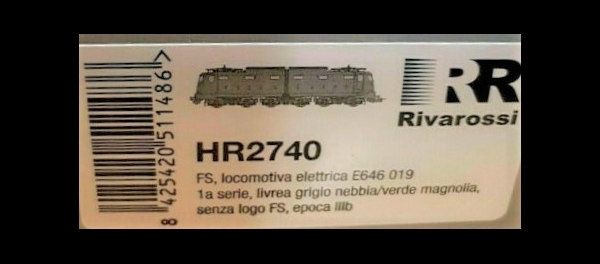 RR
Rivarossi
HR2740
FS, locomotiva elettrica E646 019
1a serie, livrea grigio nebbia/verde magnolia,
senza logo FS, epoca IIIb
8 425420 511486 >